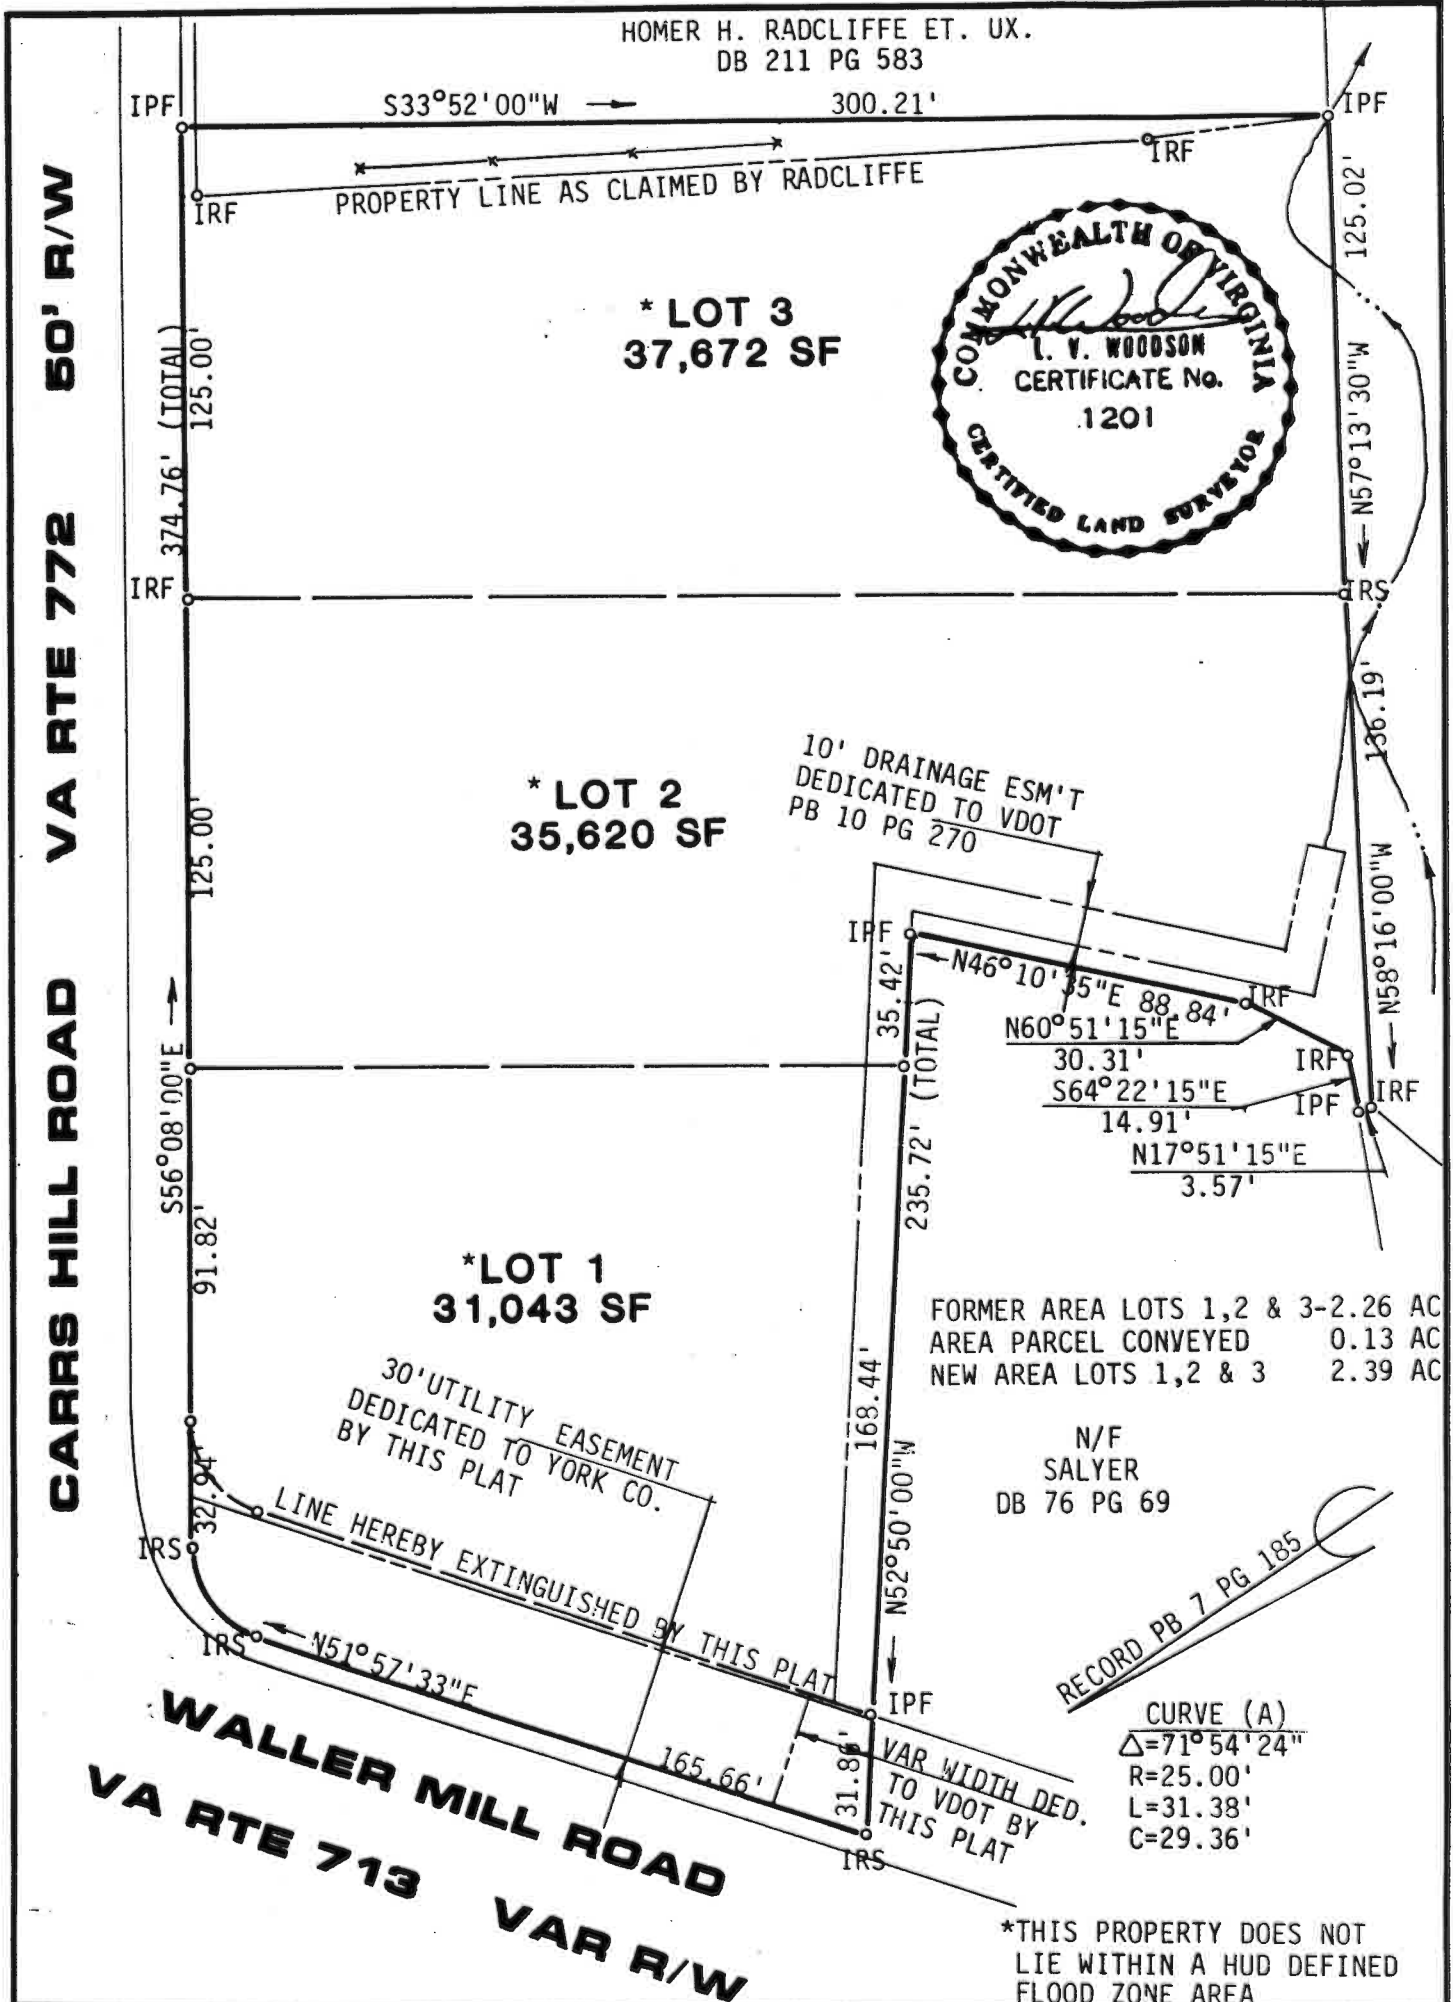 HOMER H. RADCLIFFE ET. UX.
DB 211 PG 583
IPF
S33°52'00"W
300.21'
IPF
IRF
IRF
PROPERTY LINE AS CLAIMED BY RADCLIFFE
125.02'
COMMONWEALTH OF VIRGINIA
L. V. WOODSON
CERTIFICATE No.
1201
CERTIFIED LAND SURVEYOR
* LOT 3
37,672 SF
374.76' (TOTAL)
125.00'
N57°13'30"W
IRF
IRS
CARRS HILL ROAD VA RTE 772 50' R/W
136.19'
10' DRAINAGE ESM'T
DEDICATED TO VDOT
PB 10 PG 270
* LOT 2
35,620 SF
125.00'
N58°16'00"W
IPF
35.42'
N46°10'35"E 88.84'
IRF
N60°51'15"E
30.31'
IRF
S64°22'15"E
14.91'
IPF
IRF
N17°51'15"E
3.57'
S56°08'00"E
235.72' (TOTAL)
91.82'
*LOT 1
31,043 SF
FORMER AREA LOTS 1,2 & 3-2.26 AC
AREA PARCEL CONVEYED 0.13 AC
NEW AREA LOTS 1,2 & 3 2.39 AC
30'UTILITY EASEMENT
DEDICATED TO YORK CO.
BY THIS PLAT
168.44'
N/F
SALYER
DB 76 PG 69
32.94'
LINE HEREBY EXTINGUISHED BY THIS PLAT
N52°50'00"W
IRS
IRS
N51°57'33"E
165.66'
RECORD PB 7 PG 185
IPF
31.86'
VAR WIDTH DED.
TO VDOT BY
THIS PLAT
IRS
CURVE (A)
Δ=71°54'24"
R=25.00'
L=31.38'
C=29.36'
WALLER MILL ROAD
VA RTE 713 VAR R/W
*THIS PROPERTY DOES NOT
LIE WITHIN A HUD DEFINED
FLOOD ZONE AREA